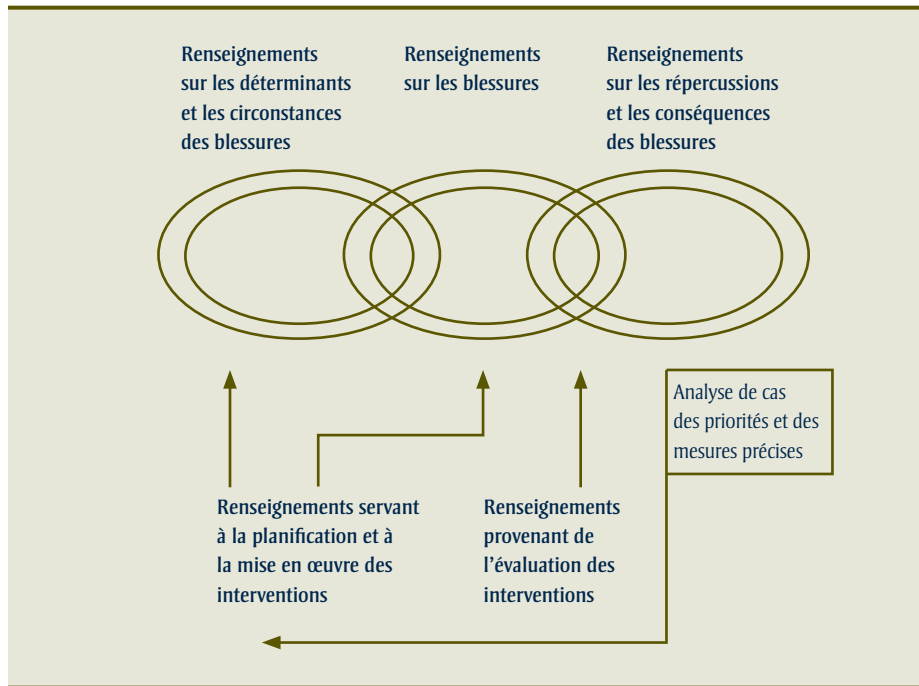 Renseignements
sur les déterminants
et les circonstances
des blessures
Renseignements
sur les blessures
Renseignements
sur les répercussions
et les conséquences
des blessures
Analyse de cas
des priorités et des
mesures précises
Renseignements servant
à la planification et à
la mise en œuvre des
interventions
Renseignements
provenant de
l’évaluation des
interventions